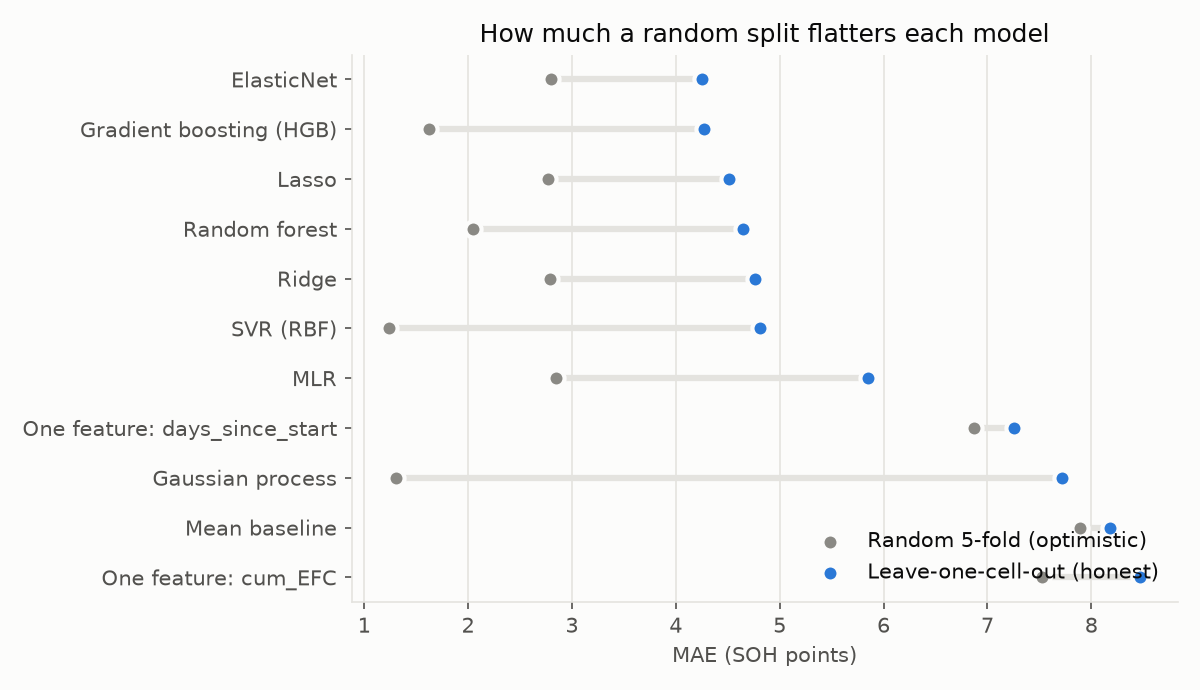 How much a random split flatters each model
ElasticNet
Gradient boosting (HGB)
Lasso
Random forest
Ridge
SVR (RBF)
MLR
One feature: days_since_start
Gaussian process
Mean baseline
One feature: cum_EFC
Random 5-fold (optimistic)
Leave-one-cell-out (honest)
1 2 3 4 5 6 7 8
MAE (SOH points)